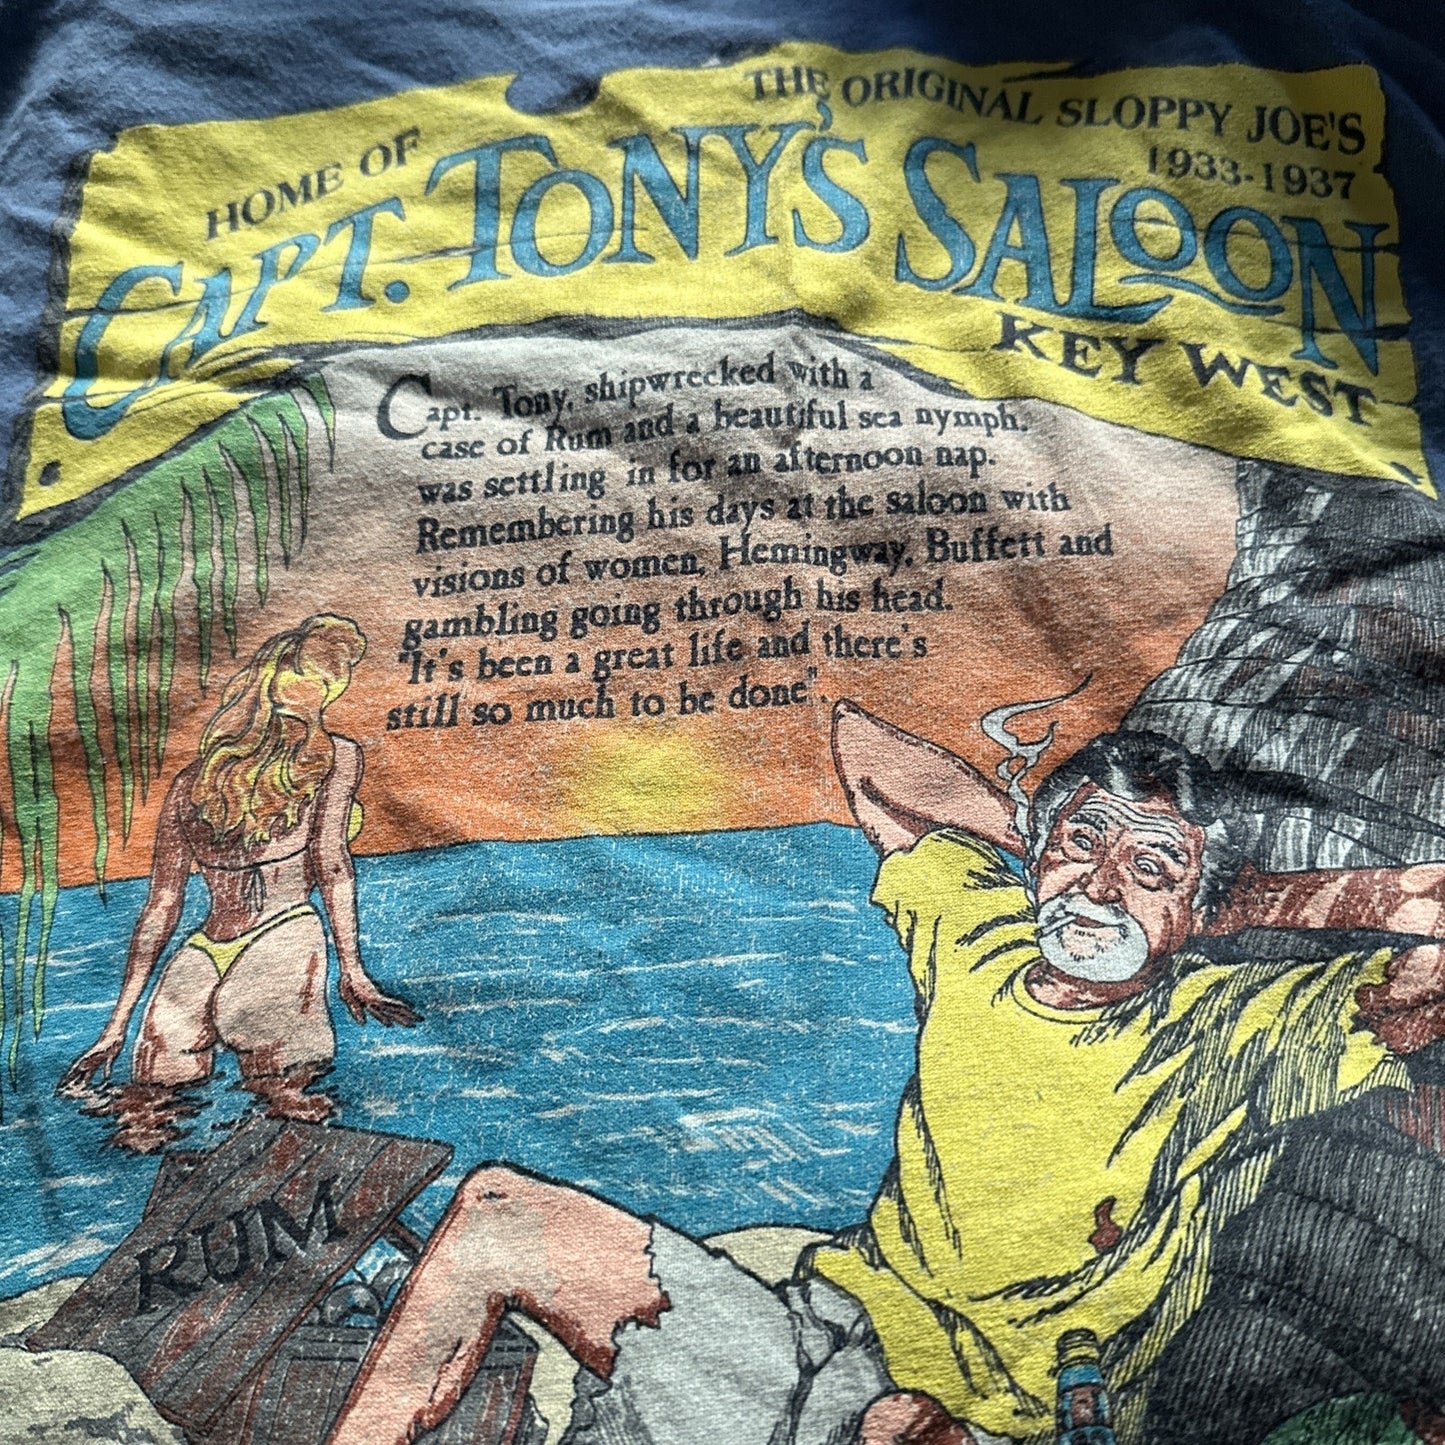 HOME OF
THE ORIGINAL SLOPPY JOE'S
1933-1937
CAPT. TONY'S SALOON
KEY WEST
Capt. Tony, shipwrecked with a
case of Rum and a beautiful sea nymph.
was settling in for an afternoon nap.
Remembering his days at the saloon with
visions of women, Hemingway, Buffett and
gambling going through his head.
"It's been a great life and there's
still so much to be done".
RUM